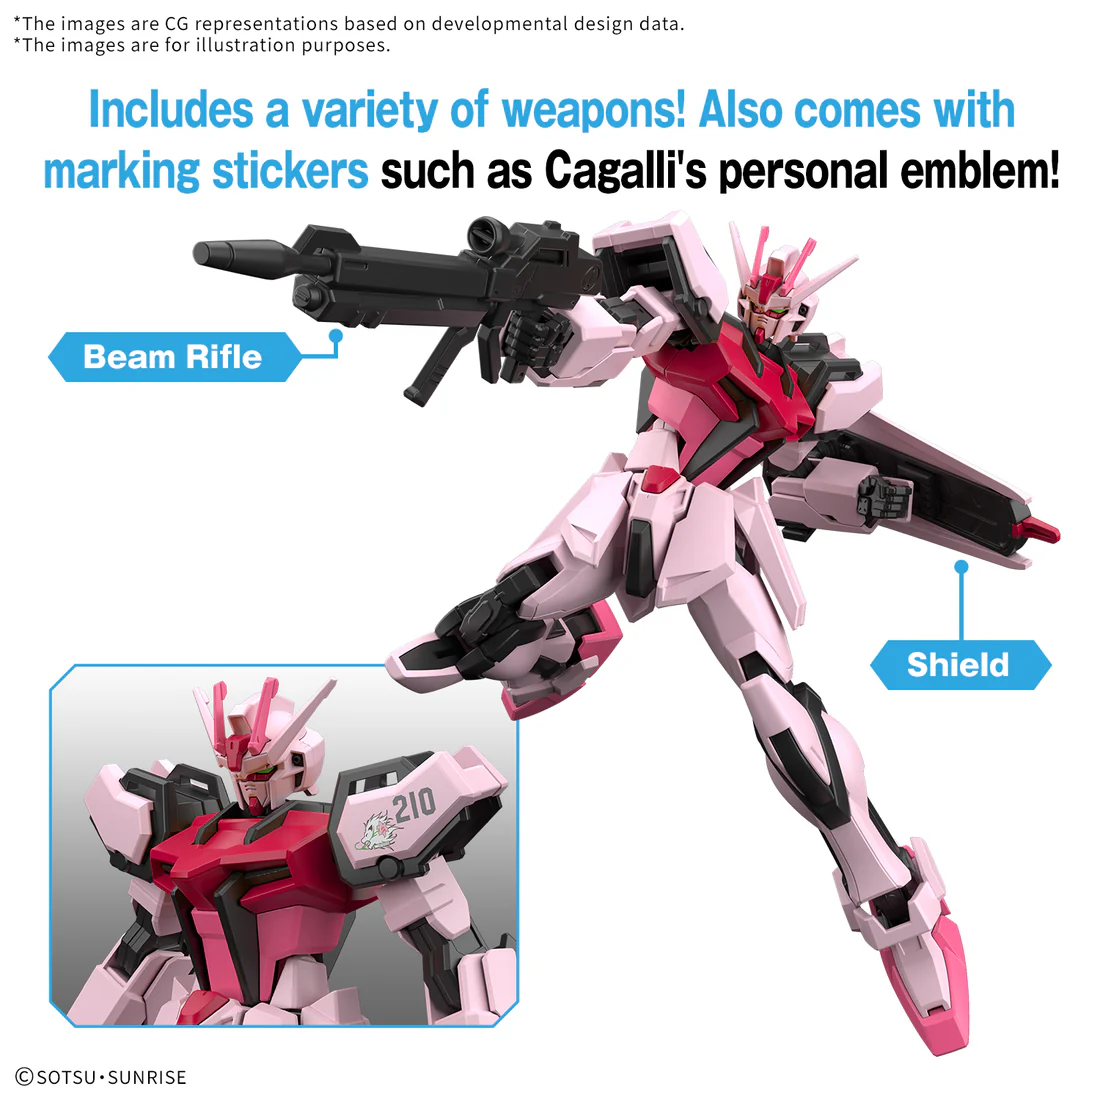 *The images are CG representations based on developmental design data.
*The images are for illustration purposes.
Includes a variety of weapons! Also comes with
marking stickers such as Cagalli's personal emblem!
Beam Rifle
Shield
210
©SOTSU・SUNRISE